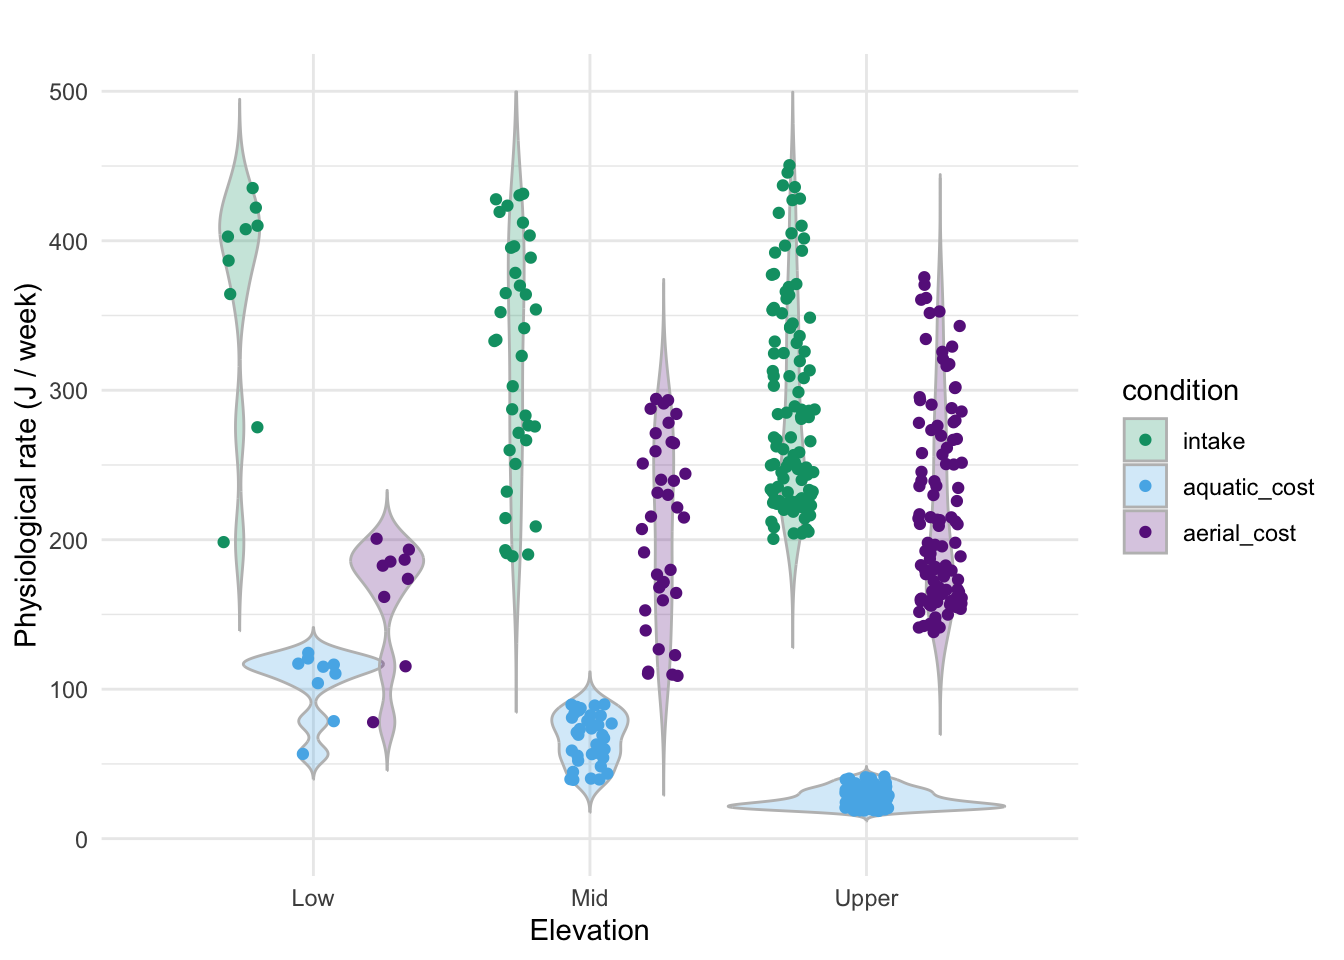 500
400
300
200
100
0
Physiological rate (J / week)
Low Mid Upper
Elevation
condition
intake
aquatic_cost
aerial_cost